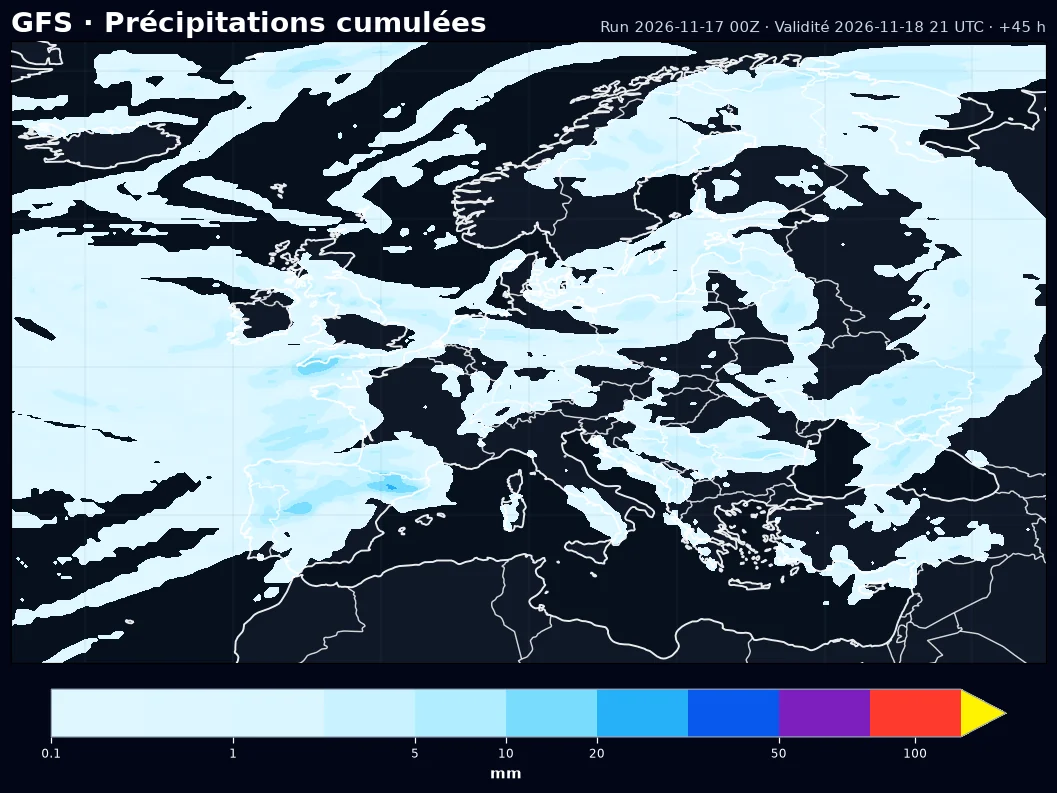 GFS · Précipitations cumulées
Run 2026-11-17 00Z · Validité 2026-11-18 21 UTC · +45 h
0.1 1 5 10 20 50 100
mm